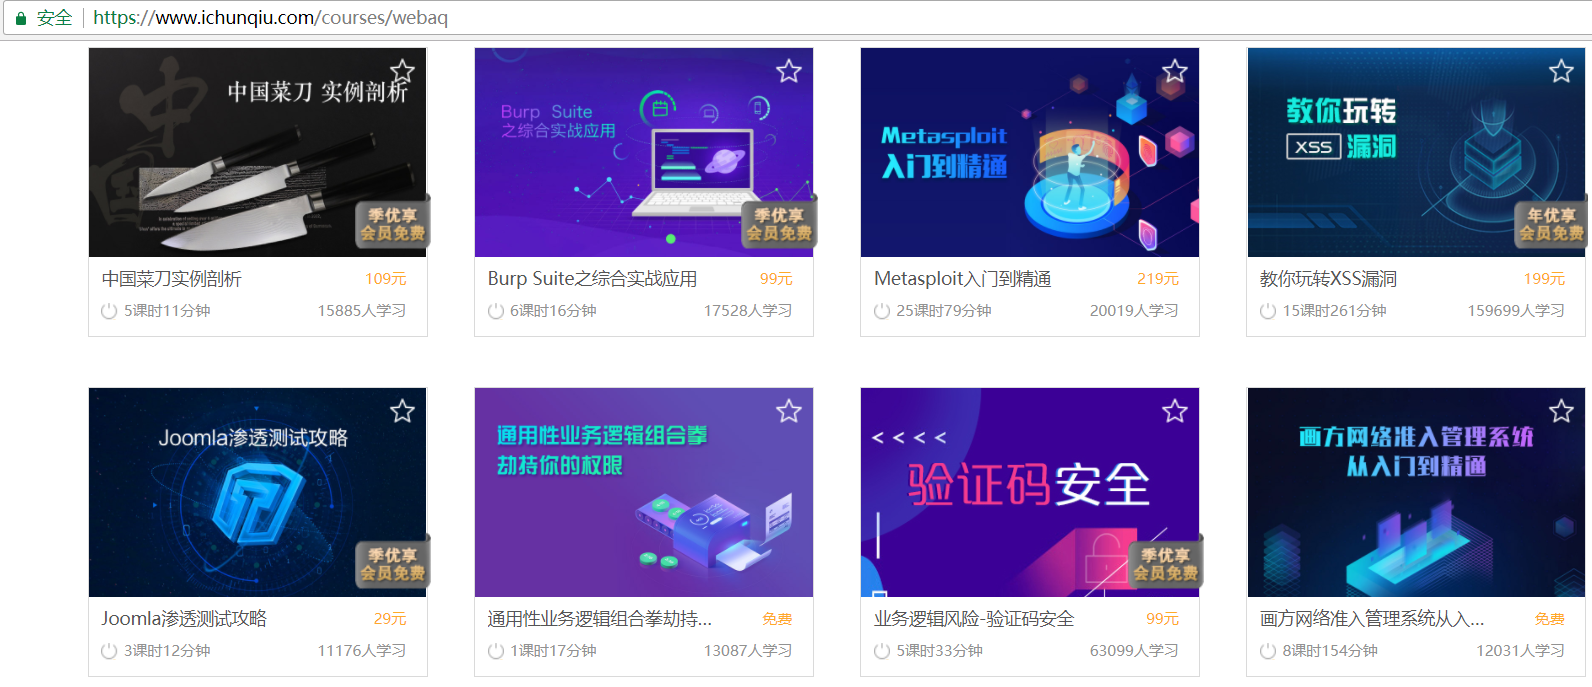 安全 https://www.ichunqiu.com/courses/webaq
中国菜刀 实例剖析
季优享
会员免费
中国菜刀实例剖析 109元
5课时11分钟 15885人学习
Burp Suite
之综合实战应用
季优享
会员免费
Burp Suite之综合实战应用 99元
6课时16分钟 17528人学习
Metasploit
入门到精通
Metasploit入门到精通 219元
25课时79分钟 20019人学习
教你玩转
XSS 漏洞
年优享
会员免费
教你玩转XSS漏洞 199元
15课时261分钟 159699人学习
Joomla渗透测试攻略
季优享
会员免费
Joomla渗透测试攻略 29元
3课时12分钟 11176人学习
通用性业务逻辑组合拳
劫持你的权限
通用性业务逻辑组合拳劫持... 免费
1课时17分钟 13087人学习
< < < <
验证码安全
季优享
会员免费
业务逻辑风险-验证码安全 99元
5课时33分钟 63099人学习
画方网络准入管理系统
从入门到精通
画方网络准入管理系统从入... 免费
8课时154分钟 12031人学习